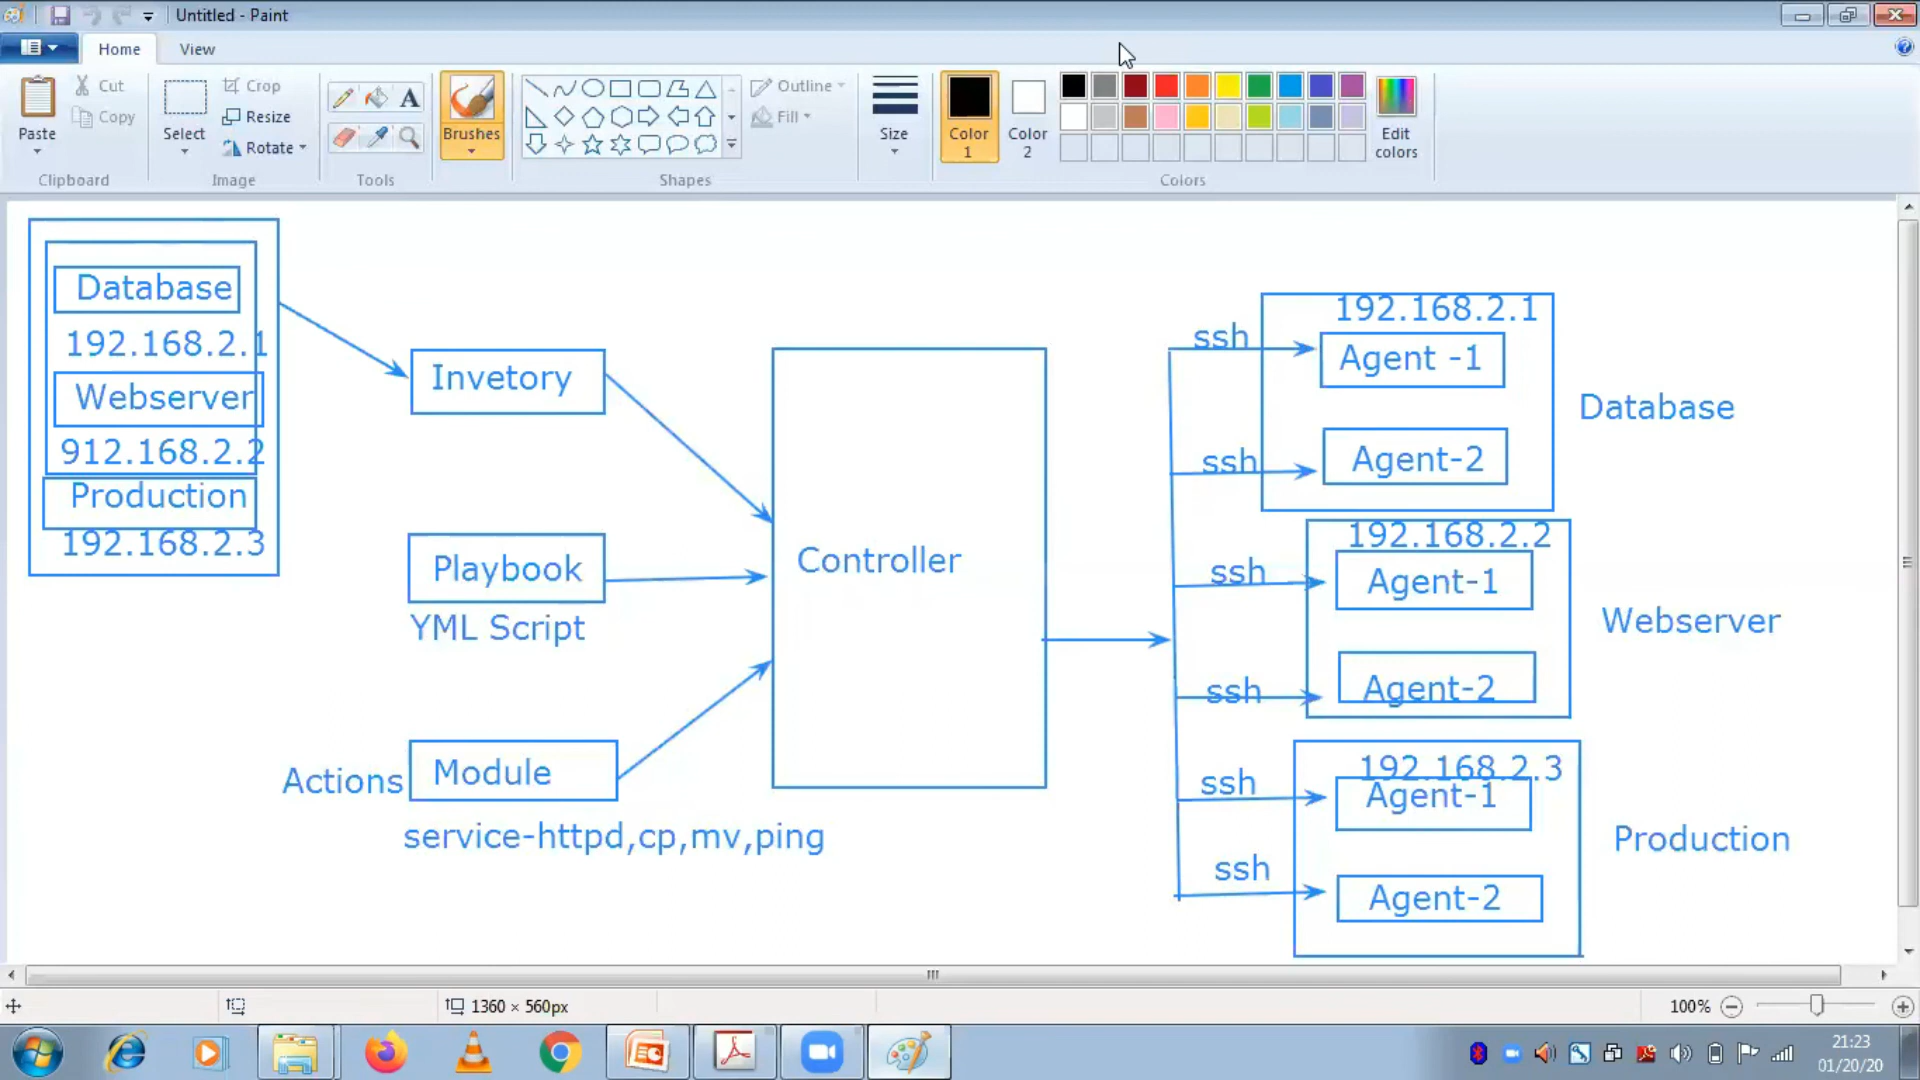 Untitled - Paint
Home View
Paste
Cut
Copy
Clipboard
Select
Crop
Resize
Rotate
Image
A
Tools
Brushes
Outline
Fill
Shapes
Size
Color 1
Color 2
Edit colors
Colors
Database
192.168.2.1
Webserver
912.168.2.2
Production
192.168.2.3
Invetory
Playbook
YML Script
Actions
Module
service-httpd,cp,mv,ping
Controller
ssh
192.168.2.1
Agent -1
ssh
Agent-2
Database
ssh
192.168.2.2
Agent-1
ssh
Agent-2
Webserver
ssh
192.168.2.3
Agent-1
ssh
Agent-2
Production
1360 × 560px
100%
21:23
01/20/20